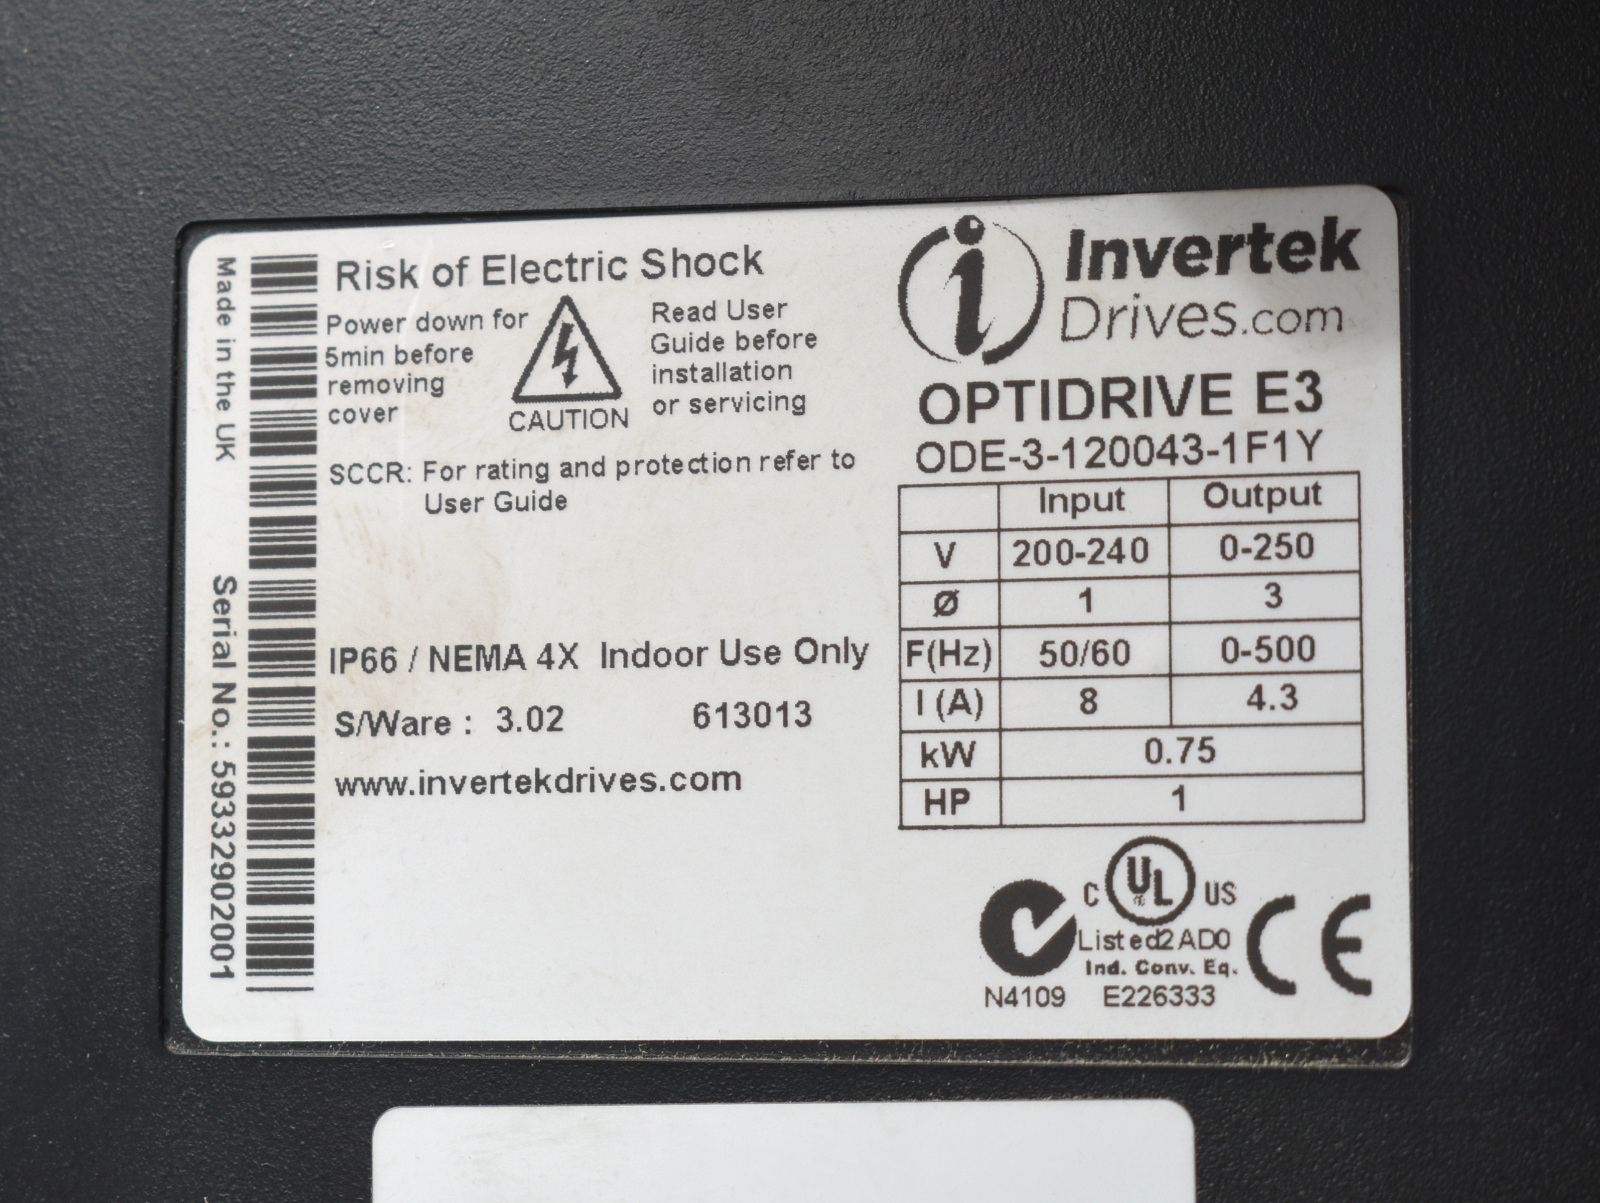 Made in the UK
Serial No.: 59332902001
Risk of Electric Shock
Power down for
5min before
removing
cover
CAUTION
Read User
Guide before
installation
or servicing
SCCR: For rating and protection refer to
User Guide
IP66 / NEMA 4X Indoor Use Only
S/Ware : 3.02 613013
www.invertekdrives.com
Invertek
Drives.com
OPTIDRIVE E3
ODE-3-120043-1F1Y
Input Output
V 200-240 0-250
Ø 1 3
F(Hz) 50/60 0-500
I (A) 8 4.3
kW 0.75
HP 1
C UL US
Listed2AD0
Ind. Conv. Eq.
N4109 E226333
CE